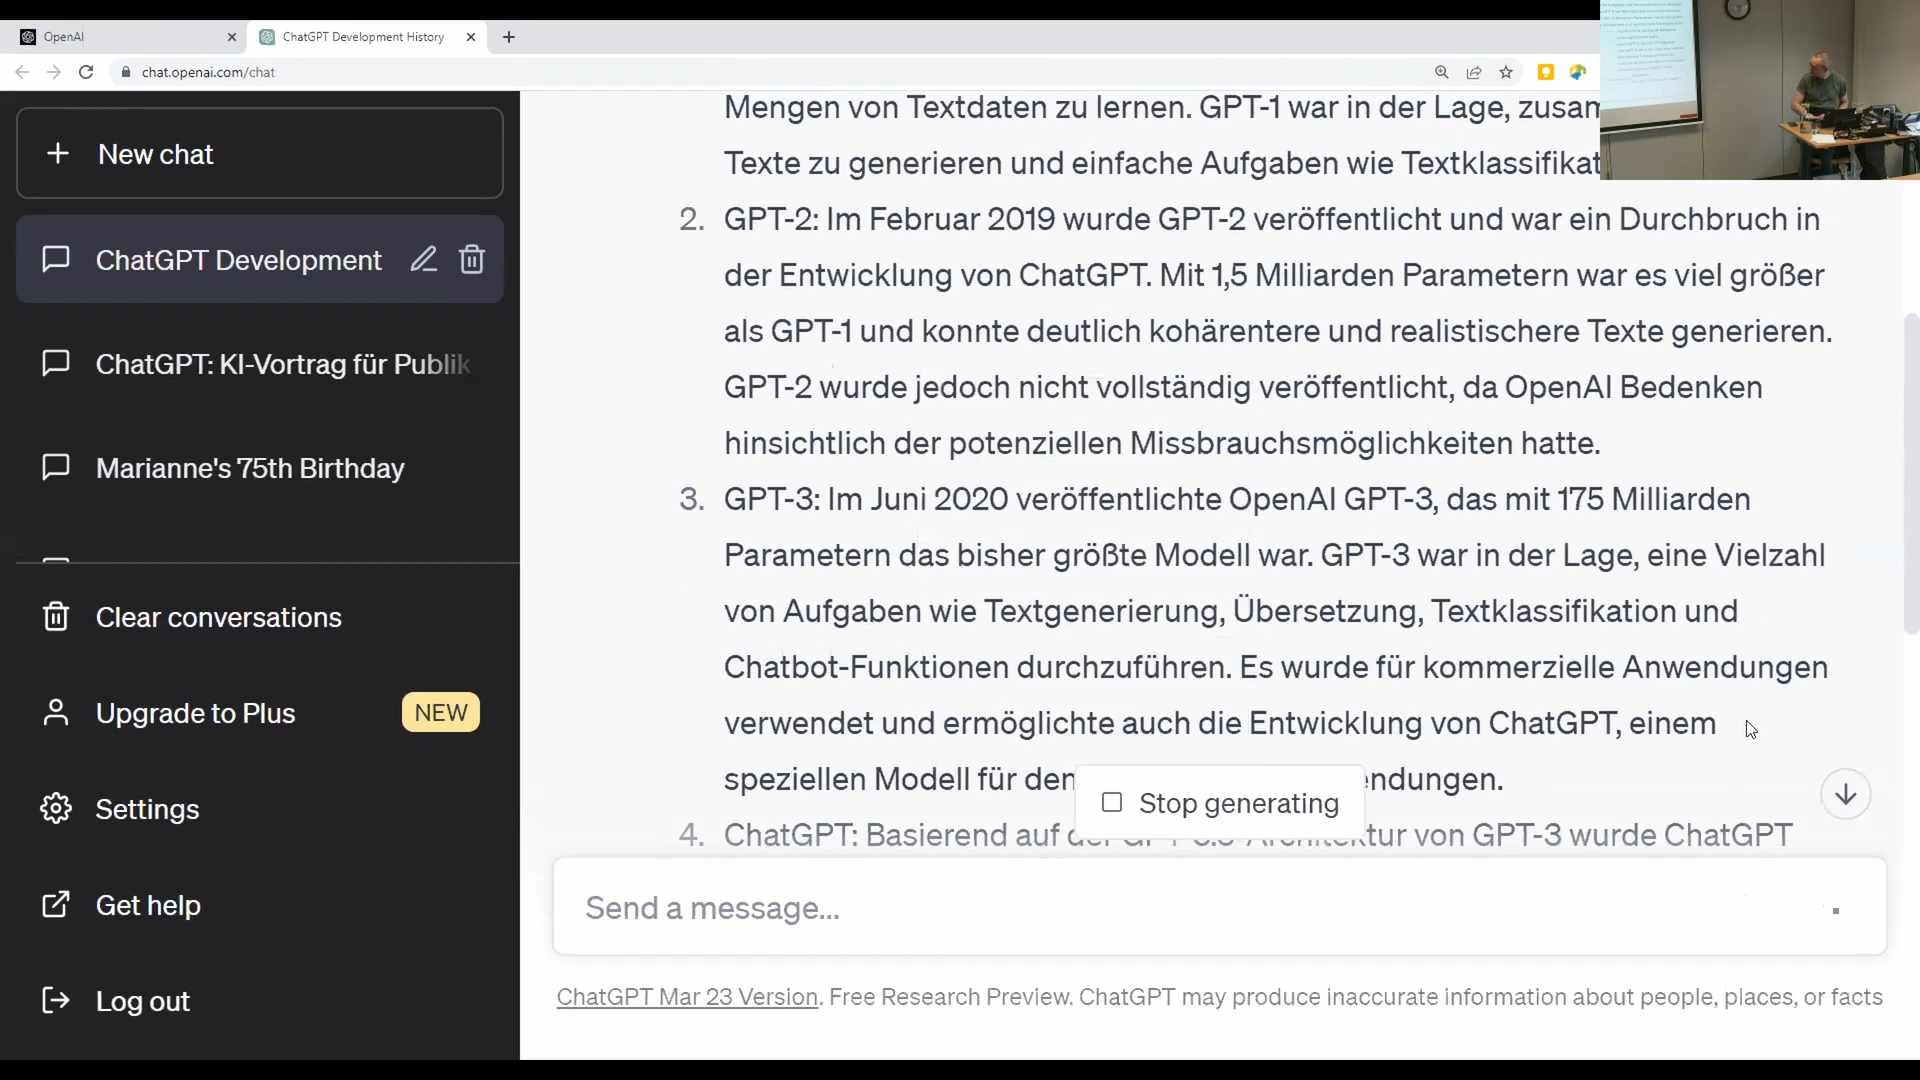 OpenAI
ChatGPT Development History
chat.openai.com/chat
New chat
ChatGPT Development
ChatGPT: KI-Vortrag für Publik
Marianne's 75th Birthday
Clear conversations
Upgrade to Plus
NEW
Settings
Get help
Log out
Mengen von Textdaten zu lernen. GPT-1 war in der Lage,
Texte zu generieren und einfache Aufgaben wie
2. GPT-2: Im Februar 2019 wurde GPT-2 veröffentlicht und war ein Durchbruch in
der Entwicklung von ChatGPT. Mit 1,5 Milliarden Parametern war es viel größer
als GPT-1 und konnte deutlich kohärentere und realistischere Texte generieren.
GPT-2 wurde jedoch nicht vollständig veröffentlicht, da OpenAI Bedenken
hinsichtlich der potenziellen Missbrauchsmöglichkeiten hatte.
3. GPT-3: Im Juni 2020 veröffentlichte OpenAI GPT-3, das mit 175 Milliarden
Parametern das bisher größte Modell war. GPT-3 war in der Lage, eine Vielzahl
von Aufgaben wie Textgenerierung, Übersetzung, Textklassifikation und
Chatbot-Funktionen durchzuführen. Es wurde für kommerzielle Anwendungen
verwendet und ermöglichte auch die Entwicklung von ChatGPT, einem
speziellen Modell für den
Stop generating
4. ChatGPT: Basierend auf von GPT-3 wurde ChatGPT
Send a message...
ChatGPT Mar 23 Version. Free Research Preview. ChatGPT may produce inaccurate information about people, places, or facts